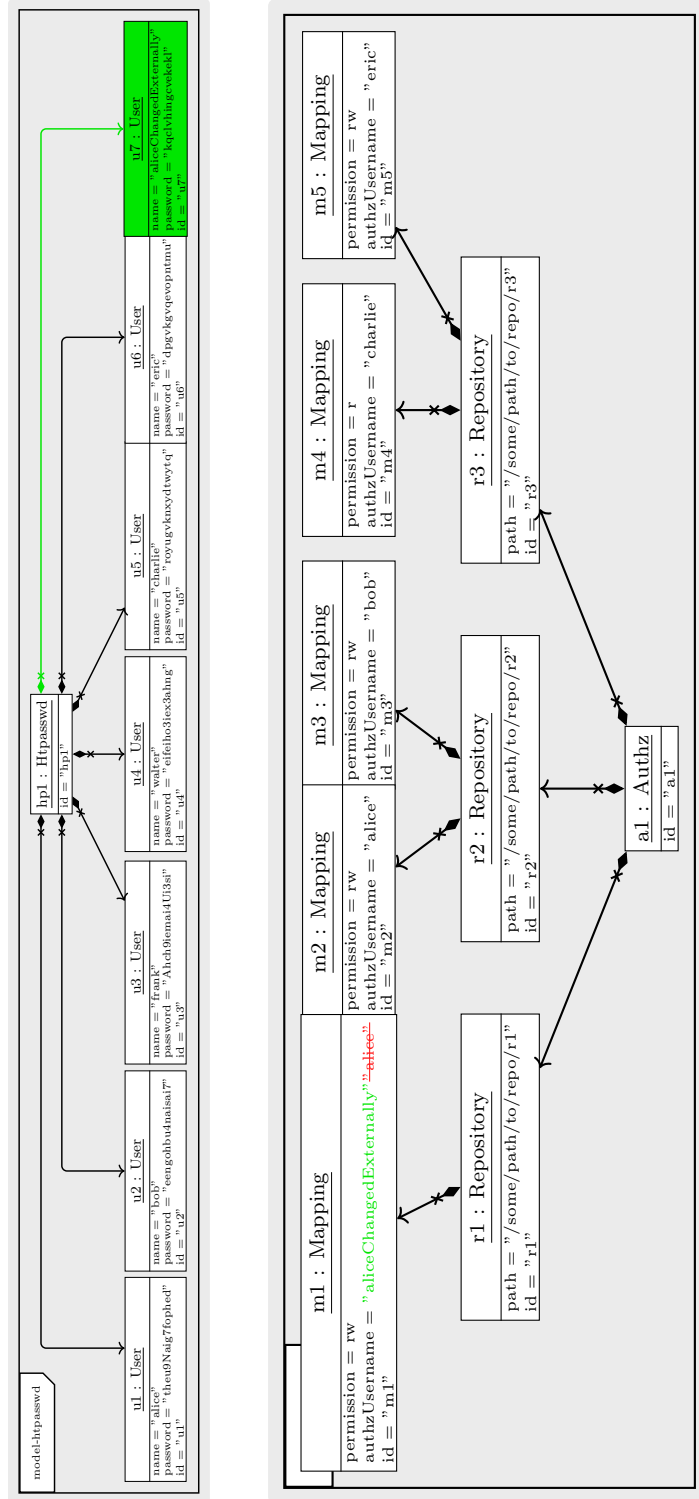 model-htpasswd
hp1 : Htpasswd
id = "hp1"
u1 : User
name = "alice"
password = "theu9Naig7fophed"
id = "u1"
u2 : User
name = "bob"
password = "eengohbu4naisai7"
id = "u2"
u3 : User
name = "frank"
password = "Ahch9iemai4Ui3si"
id = "u3"
u4 : User
name = "walter"
password = "eifeiho3iex3ahng"
id = "u4"
u5 : User
name = "charlie"
password = "royugvknxydtwytq"
id = "u5"
u6 : User
name = "eric"
password = "dpgvkgvqevopntmu"
id = "u6"
u7 : User
name = "aliceChangedExternally"
password = "kqclvhingcvekekl"
id = "u7"
m1 : Mapping
permission = rw
authzUsername = "aliceChangedExternally""alice"
id = "m1"
m2 : Mapping
permission = rw
authzUsername = "alice"
id = "m2"
m3 : Mapping
permission = rw
authzUsername = "bob"
id = "m3"
m4 : Mapping
permission = r
authzUsername = "charlie"
id = "m4"
m5 : Mapping
permission = rw
authzUsername = "eric"
id = "m5"
r1 : Repository
path = "/some/path/to/repo/r1"
id = "r1"
r2 : Repository
path = "/some/path/to/repo/r2"
id = "r2"
r3 : Repository
path = "/some/path/to/repo/r3"
id = "r3"
a1 : Authz
id = "a1"